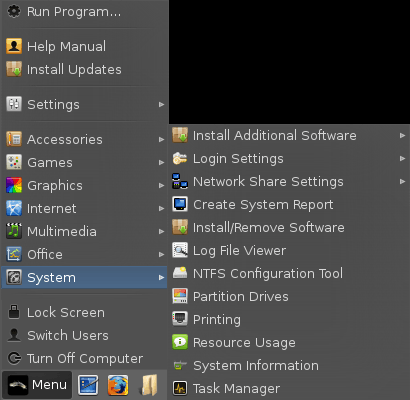 Run Program...
Help Manual
Install Updates
Settings
Accessories
Games
Graphics
Internet
Multimedia
Office
System
Lock Screen
Switch Users
Turn Off Computer
Menu
Install Additional Software
Login Settings
Network Share Settings
Create System Report
Install/Remove Software
Log File Viewer
NTFS Configuration Tool
Partition Drives
Printing
Resource Usage
System Information
Task Manager